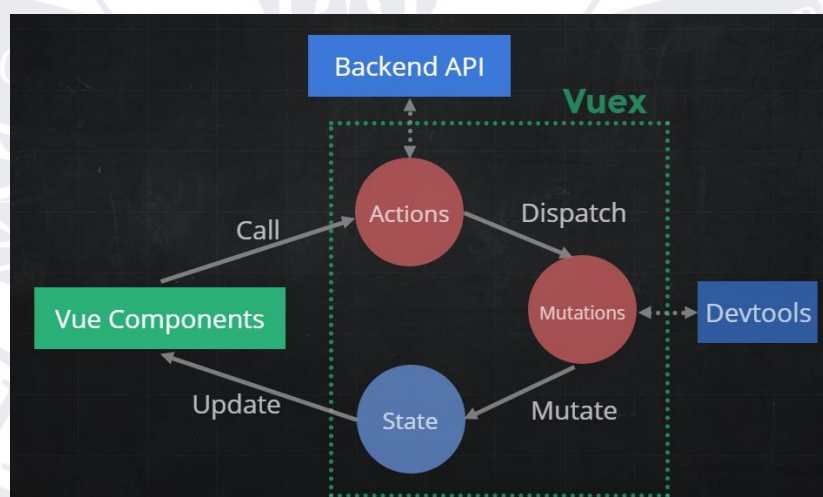 Backend API
Vuex
Actions
Call
Dispatch
Mutations
Devtools
Vue Components
Update
State
Mutate